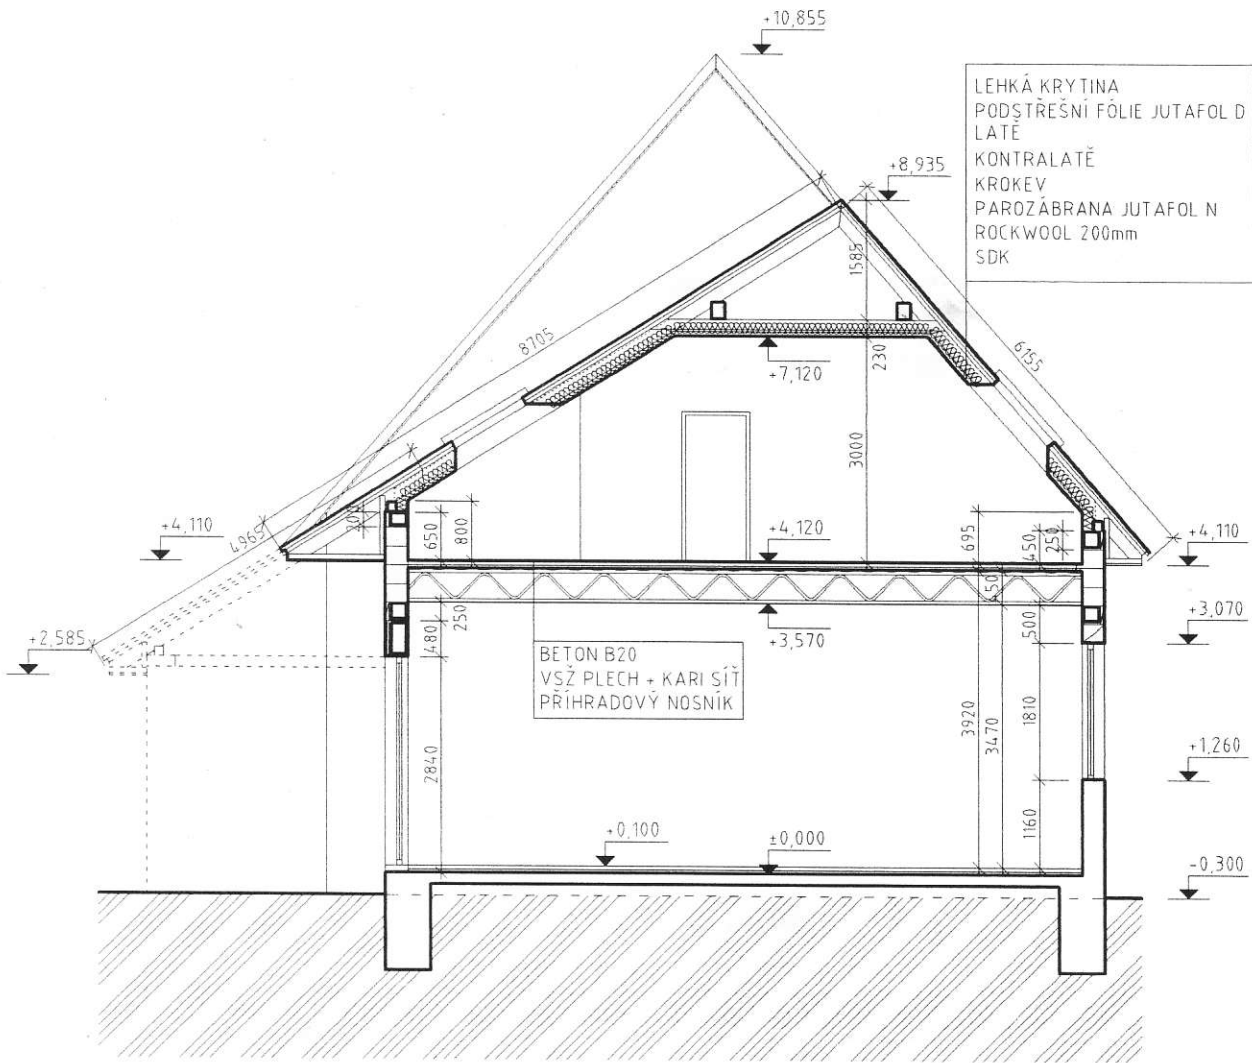 +10,855
LEHKÁ KRYTINA
PODSTŘEŠNÍ FÓLIE JUTAFOL D
LATĚ
KONTRALATĚ
KROKEV
PAROZÁBRANA JUTAFOL N
ROCKWOOL 200mm
SDK
+8,935
1585
8705
6155
+7,120
230
3000
+4,110
4965
650
800
+4,120
695
450
250
+4,110
+2,585
480
250
+3,570
500
+3,070
BETON B20
VSŽ PLECH + KARI SÍŤ
PŘÍHRADOVÝ NOSNÍK
2840
3920
3470
1810
+1,260
1160
+0,100
±0,000
-0,300